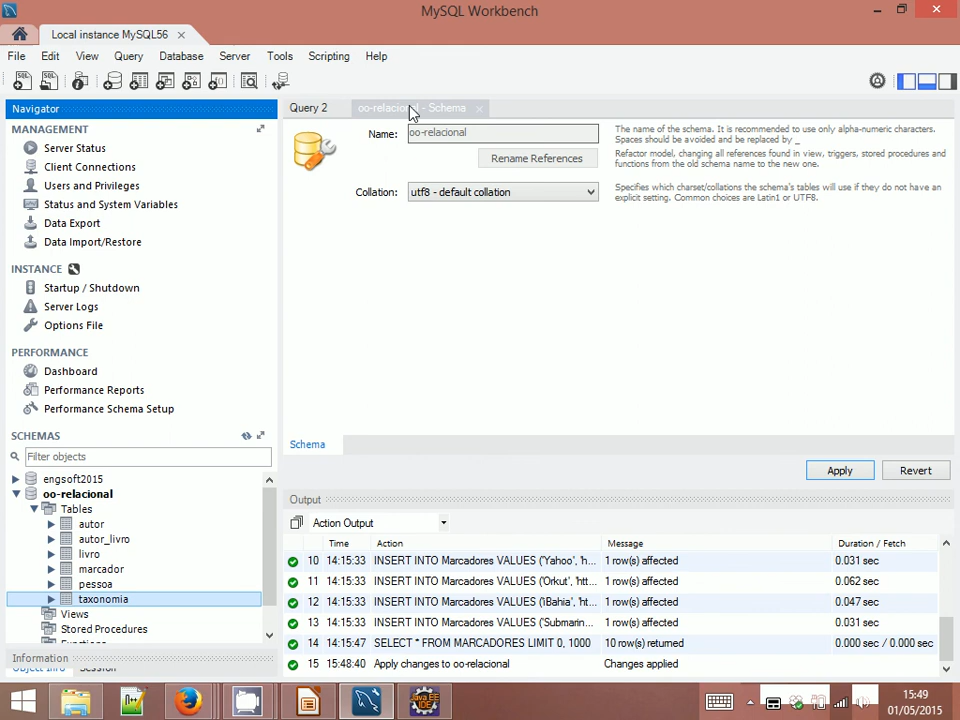 MySQL Workbench
Local instance MySQL56
File Edit View Query Database Server Tools Scripting Help
Navigator
MANAGEMENT
Server Status
Client Connections
Users and Privileges
Status and System Variables
Data Export
Data Import/Restore
INSTANCE
Startup / Shutdown
Server Logs
Options File
PERFORMANCE
Dashboard
Performance Reports
Performance Schema Setup
SCHEMAS
Filter objects
engsoft2015
oo-relacional
Tables
autor
autor_livro
livro
marcador
pessoa
taxonomia
Views
Stored Procedures
Functions
Information
Object Info Session
Query 2
oo-relacional - Schema
Name: oo-relacional
The name of the schema. It is recommended to use only alpha-numeric characters.
Spaces should be avoided and be replaced by _
Rename References
Refactor model, changing all references found in view, triggers, stored procedures and
functions from the old schema name to the new one.
Collation: utf8 - default collation
Specifies which charset/collations the schema's tables will use if they do not have an
explicit setting. Common choices are Latin1 or UTF8.
Schema
Apply Revert
Output
Action Output
Time Action Message Duration / Fetch
10 14:15:33 INSERT INTO Marcadores VALUES ('Yahoo', 'h... 1 row(s) affected 0.031 sec
11 14:15:33 INSERT INTO Marcadores VALUES ('Orkut', 'htt... 1 row(s) affected 0.062 sec
12 14:15:33 INSERT INTO Marcadores VALUES ('iBahia', 'ht... 1 row(s) affected 0.047 sec
13 14:15:33 INSERT INTO Marcadores VALUES ('Submarin... 1 row(s) affected 0.031 sec
14 14:15:47 SELECT * FROM MARCADORES LIMIT 0, 1000 10 row(s) returned 0.000 sec / 0.000 sec
15 15:48:40 Apply changes to oo-relacional Changes applied
Java EE
IDE
15:49
01/05/2015